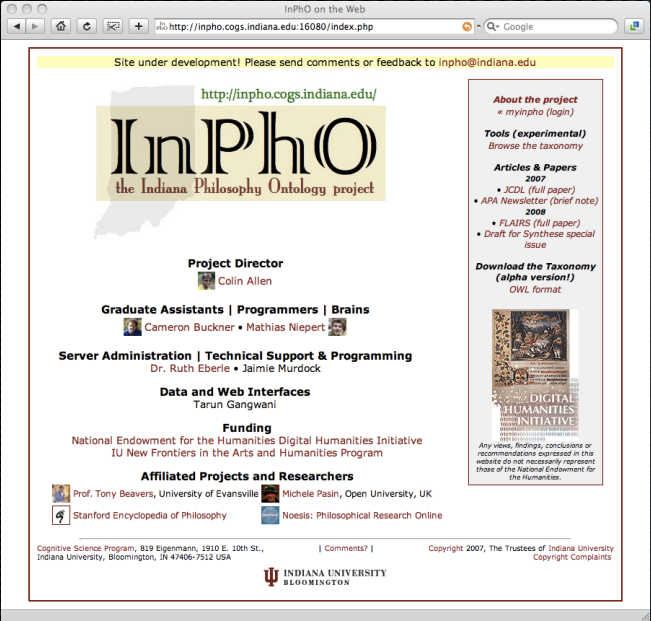 InPhO on the Web
http://inpho.cogs.indiana.edu:16080/index.php
Google
Site under development! Please send comments or feedback to inpho@indiana.edu
http://inpho.cogs.indiana.edu/
InPhO
the Indiana Philosophy Ontology project
Project Director
Colin Allen
Graduate Assistants | Programmers | Brains
Cameron Buckner • Mathias Niepert
Server Administration | Technical Support & Programming
Dr. Ruth Eberle • Jaimie Murdock
Data and Web Interfaces
Tarun Gangwani
Funding
National Endowment for the Humanities Digital Humanities Initiative
IU New Frontiers in the Arts and Humanities Program
Affiliated Projects and Researchers
Prof. Tony Beavers, University of Evansville
Michele Pasin, Open University, UK
Stanford Encyclopedia of Philosophy
Noesis: Philosophical Research Online
About the project
« myinpho (login)
Tools (experimental)
Browse the taxonomy
Articles & Papers
2007
• JCDL (full paper)
• APA Newsletter (brief note)
2008
• FLAIRS (full paper)
• Draft for Synthese special
issue
Download the Taxonomy
(alpha version!)
OWL format
DIGITAL
HUMANITIES
INITIATIVE
Any views, findings, conclusions or
recommendations expressed in this
website do not necessarily represent
those of the National Endowment for
the Humanities.
Cognitive Science Program, 819 Eigenmann, 1910 E. 10th St.,
Indiana University, Bloomington, IN 47406-7512 USA
| Comments? |
Copyright 2007, The Trustees of Indiana University
Copyright Complaints
INDIANA UNIVERSITY
BLOOMINGTON